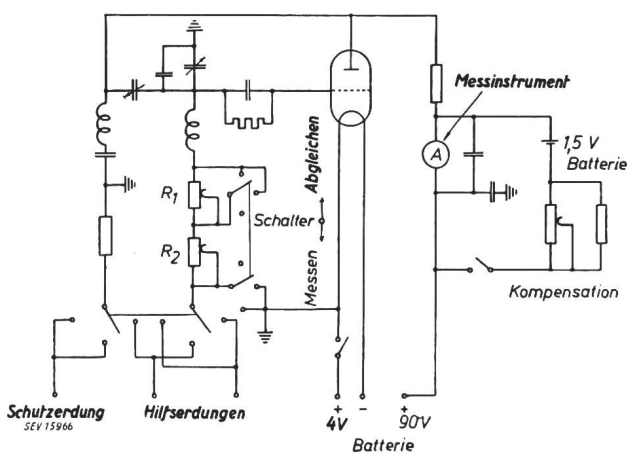 Messinstrument
A
1,5 V
Batterie
R1
R2
Schalter
Abgleichen
Messen
Kompensation
Schutzerdung
SEV 15966
Hilfserdungen
+
4V
–
+
90V
Batterie